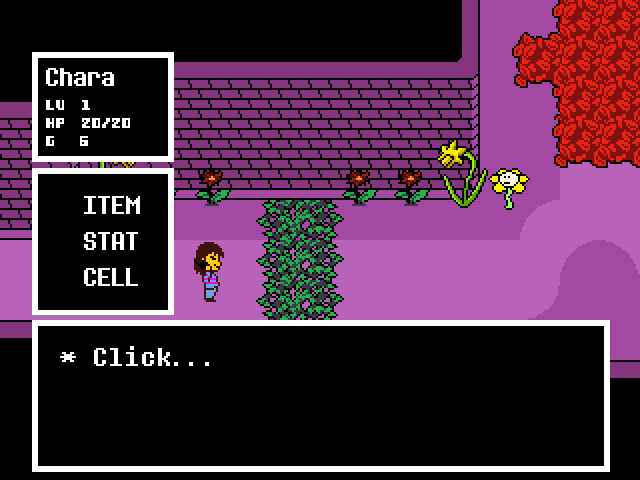 Chara
LV 1
HP 20/20
G 6
ITEM
STAT
CELL
* Click...